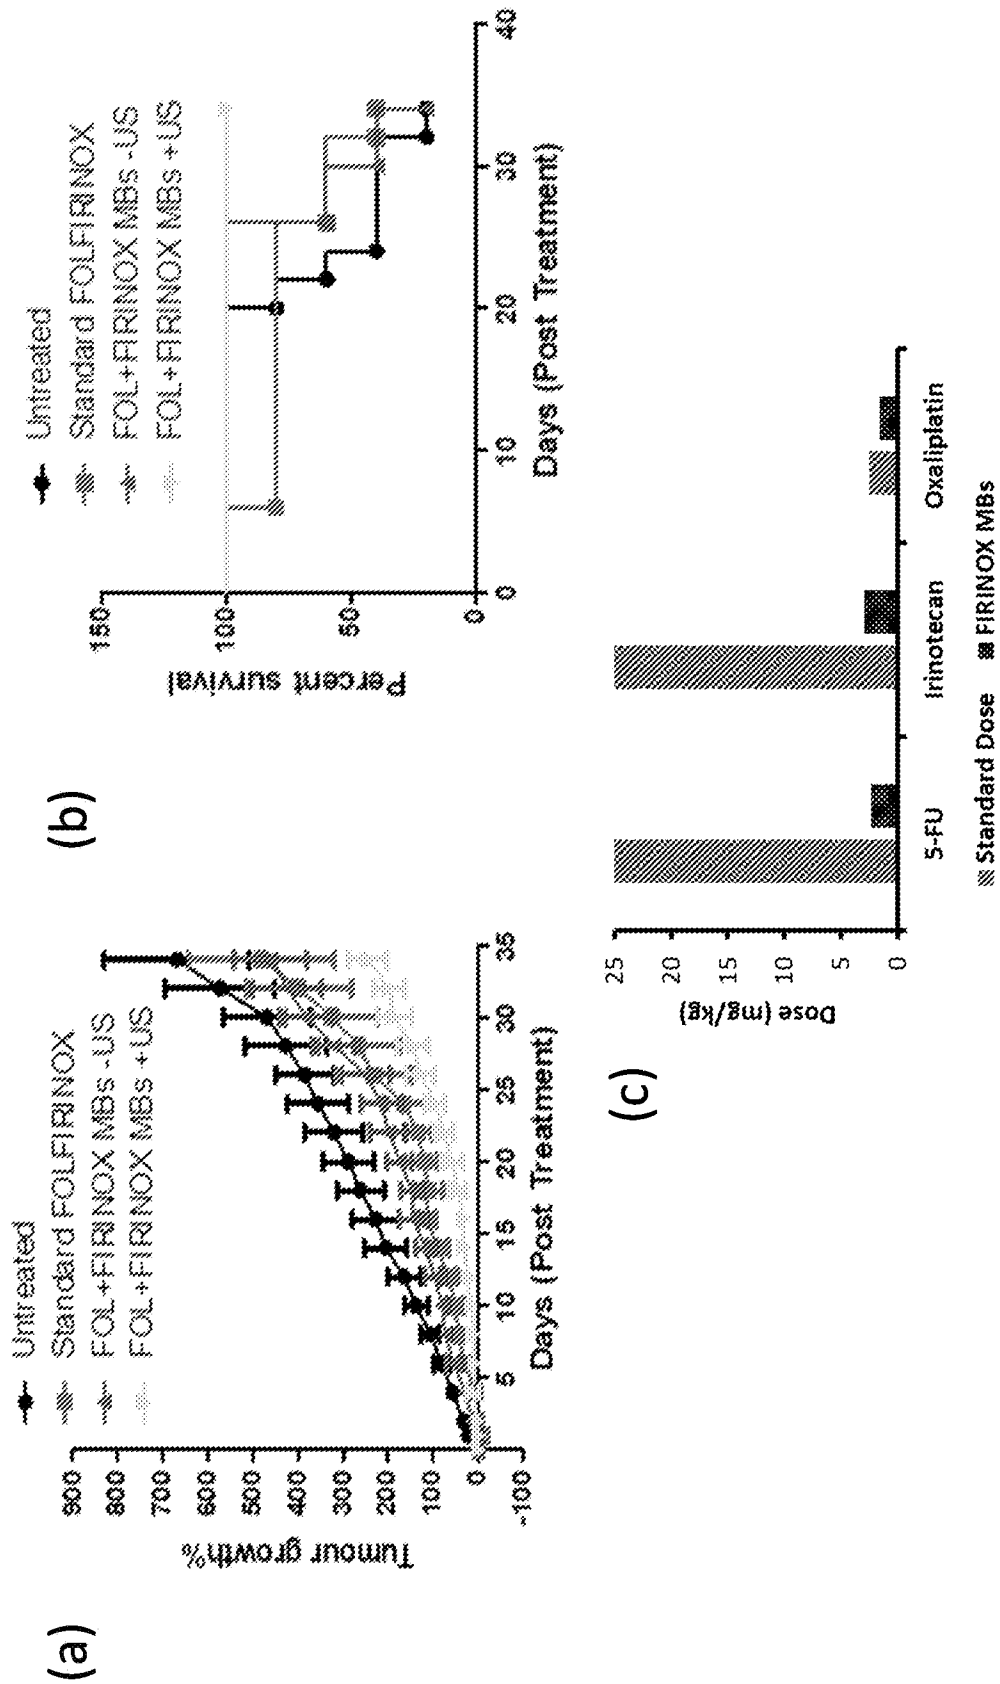 (a)
Untreated
Standard FOLFIRINOX
FOL+FIRINOX MBs -US
FOL+FIRINOX MBs +US
Tumour growth%
900
800
700
600
500
400
300
200
100
0
-100
5 10 15 20 25 30 35
Days (Post Treatment)
(b)
Untreated
Standard FOLFIRINOX
FOL+FIRINOX MBs -US
FOL+FIRINOX MBs +US
Percent survival
150
100
50
0
0 10 20 30 40
Days (Post Treatment)
(c)
Dose (mg/kg)
25
20
15
10
5
0
5-FU Irinotecan Oxaliplatin
Standard Dose FIRINOX MBs